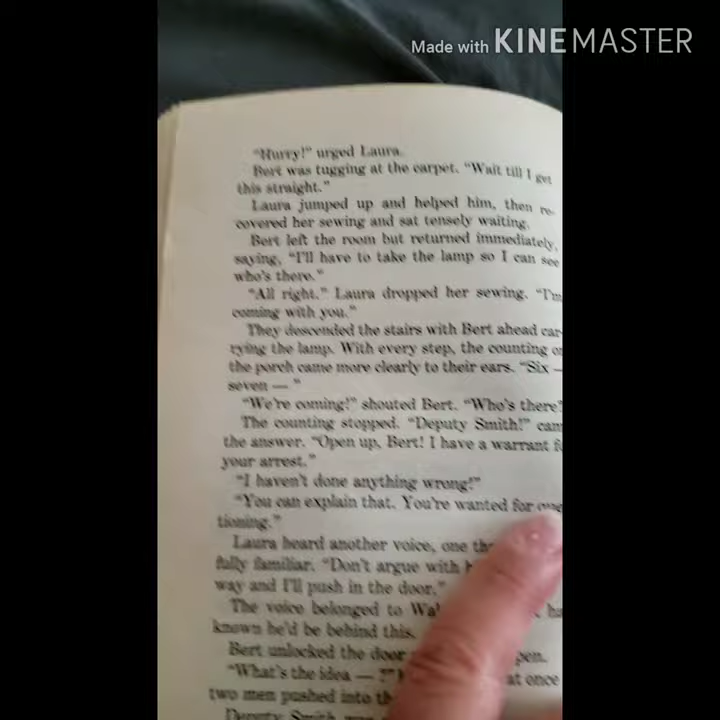 Made with KINEMASTER
"Hurry!" urged Laura.
Bert was tugging at the carpet. "Wait till I get
this straight."
Laura jumped up and helped him, then re-
covered her sewing and sat tensely waiting.
Bert left the room but returned immediately,
saying, "I'll have to take the lamp so I can see
who's there."
"All right." Laura dropped her sewing. "I'm
coming with you."
They descended the stairs with Bert ahead car-
rying the lamp. With every step, the counting
the porch came more clearly to their ears. "Six —
seven — "
"We're coming!" shouted Bert. "Who's there?
The counting stopped. "Deputy Smith!"
the answer. "Open up, Bert! I have a warrant
your arrest."
"I haven't done anything wrong!"
"You can explain that. You're wanted for
tioning."
Laura heard another voice, one
fully familiar. "Don't argue with
way and I'll push in the door."
The voice belonged to
known he'd be behind this.
Bert unlocked the door
"What's the idea — ?" at once
two men pushed into
Deputy Smith